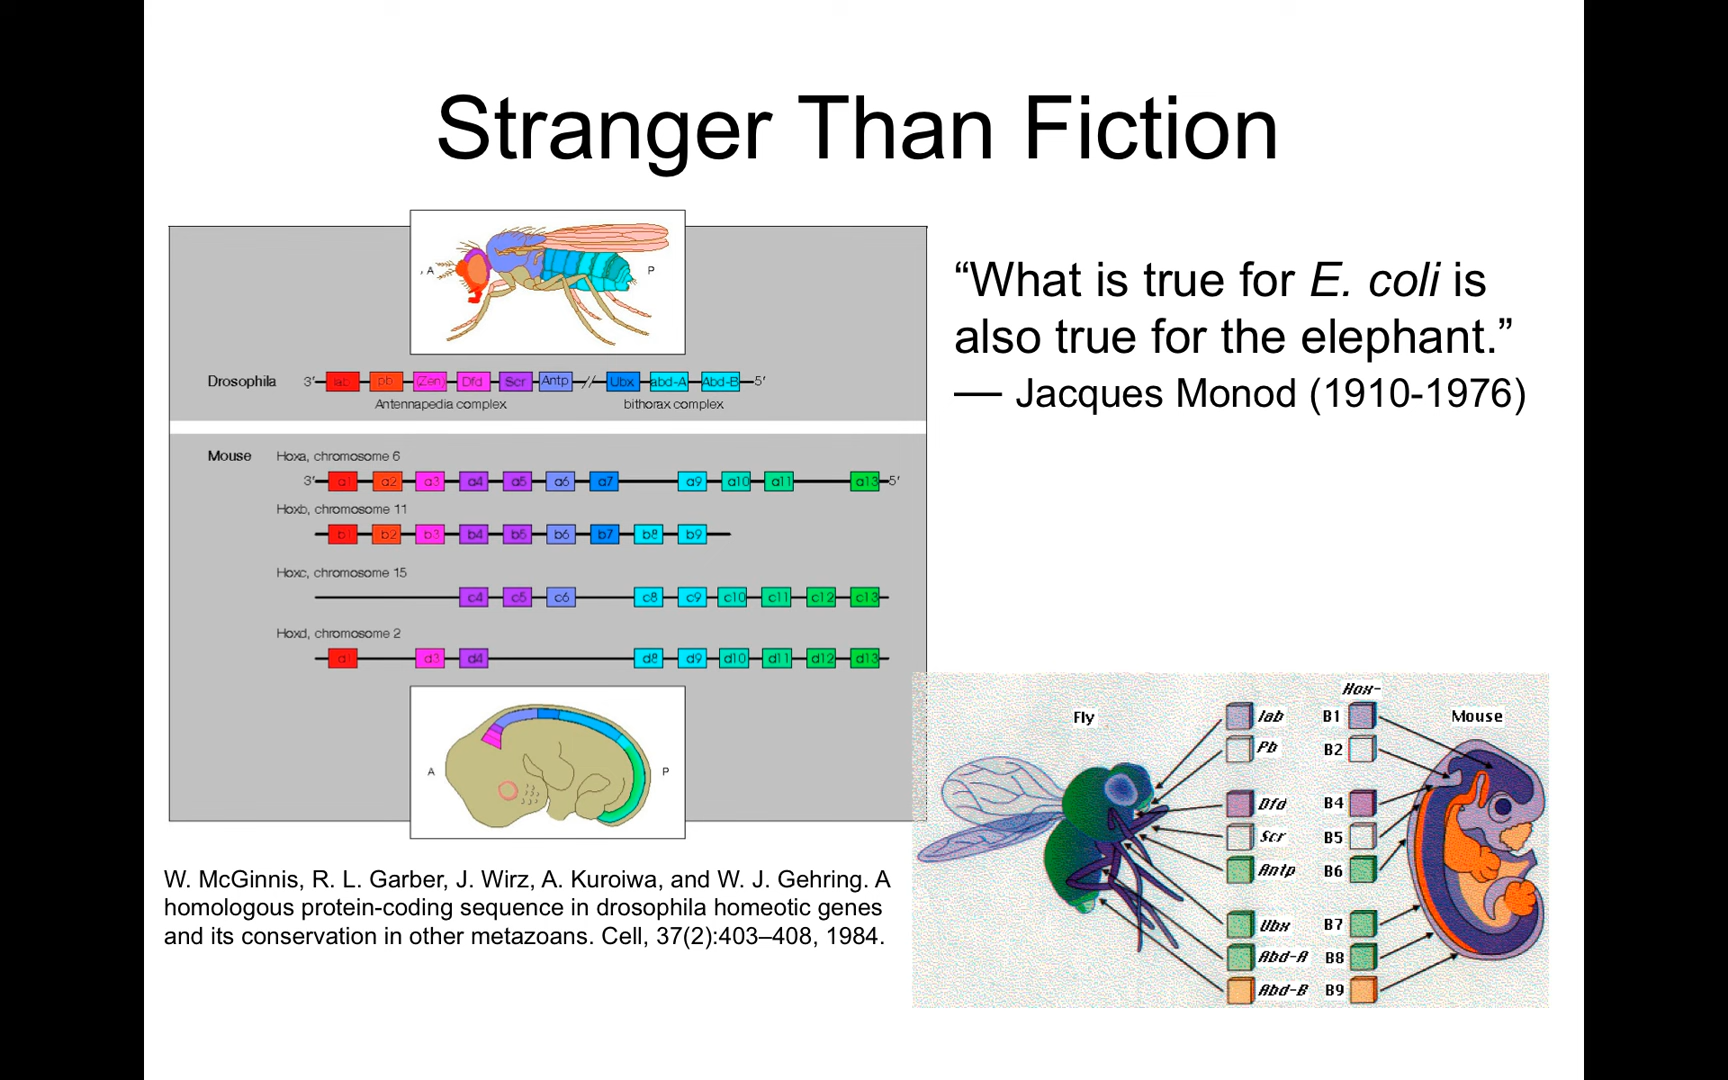 Stranger Than Fiction
A
P
Drosophila 3′ lab pb (Zen) Dfd Scr Antp // Ubx abd-A Abd-B 5′
Antennapedia complex bithorax complex
Mouse Hoxa, chromosome 6
3′ a1 a2 a3 a4 a5 a6 a7 a9 a10 a11 a13 5′
Hoxb, chromosome 11
b1 b2 b3 b4 b5 b6 b7 b8 b9
Hoxc, chromosome 15
c4 c5 c6 c8 c9 c10 c11 c12 c13
Hoxd, chromosome 2
d1 d3 d4 d8 d9 d10 d11 d12 d13
A
P
W. McGinnis, R. L. Garber, J. Wirz, A. Kuroiwa, and W. J. Gehring. A
homologous protein-coding sequence in drosophila homeotic genes
and its conservation in other metazoans. Cell, 37(2):403–408, 1984.
“What is true for E. coli is
also true for the elephant.”
— Jacques Monod (1910-1976)
Hox-
Fly lab B1 Mouse
Pb B2
Dfd B4
Scr B5
Antp B6
Ubx B7
Abd-A B8
Abd-B B9